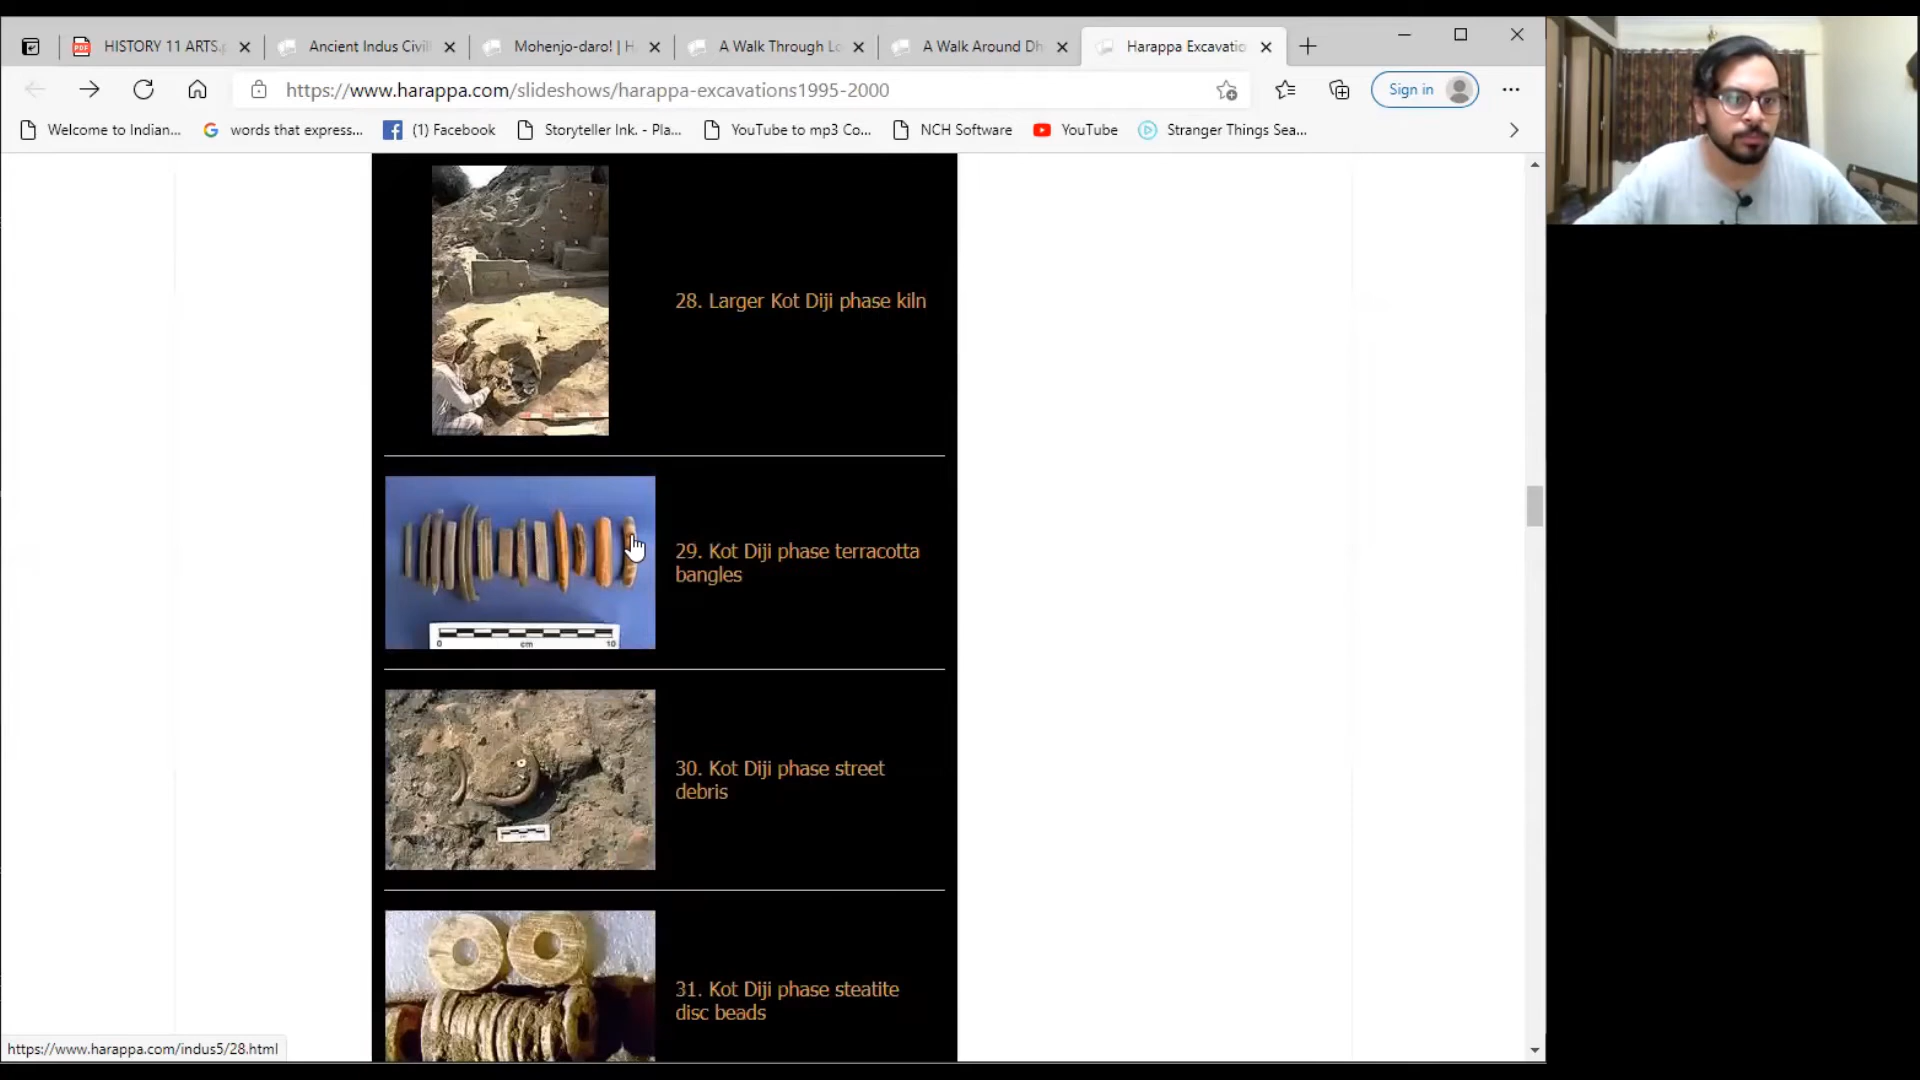 HISTORY 11 ARTS.p
Ancient Indus Civil
Mohenjo-daro! | H
A Walk Through Lo
A Walk Around Dh
Harappa Excavatio
https://www.harappa.com/slideshows/harappa-excavations1995-2000
Sign in
Welcome to Indian...
words that express...
(1) Facebook
Storyteller Ink. - Pla...
YouTube to mp3 Co...
NCH Software
YouTube
Stranger Things Sea...
28. Larger Kot Diji phase kiln
29. Kot Diji phase terracotta
bangles
0 cm 10
30. Kot Diji phase street
debris
31. Kot Diji phase steatite
disc beads
https://www.harappa.com/indus5/28.html